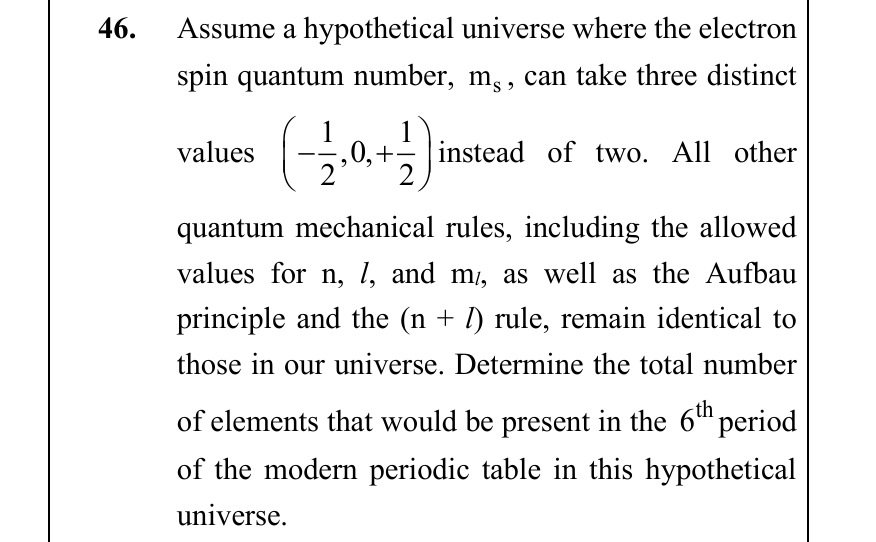 46. Assume a hypothetical universe where the electron
spin quantum number, mₛ, can take three distinct
values (−1/2, 0, +1/2) instead of two. All other
quantum mechanical rules, including the allowed
values for n, l, and mₗ, as well as the Aufbau
principle and the (n + l) rule, remain identical to
those in our universe. Determine the total number
of elements that would be present in the 6ᵗʰ period
of the modern periodic table in this hypothetical
universe.